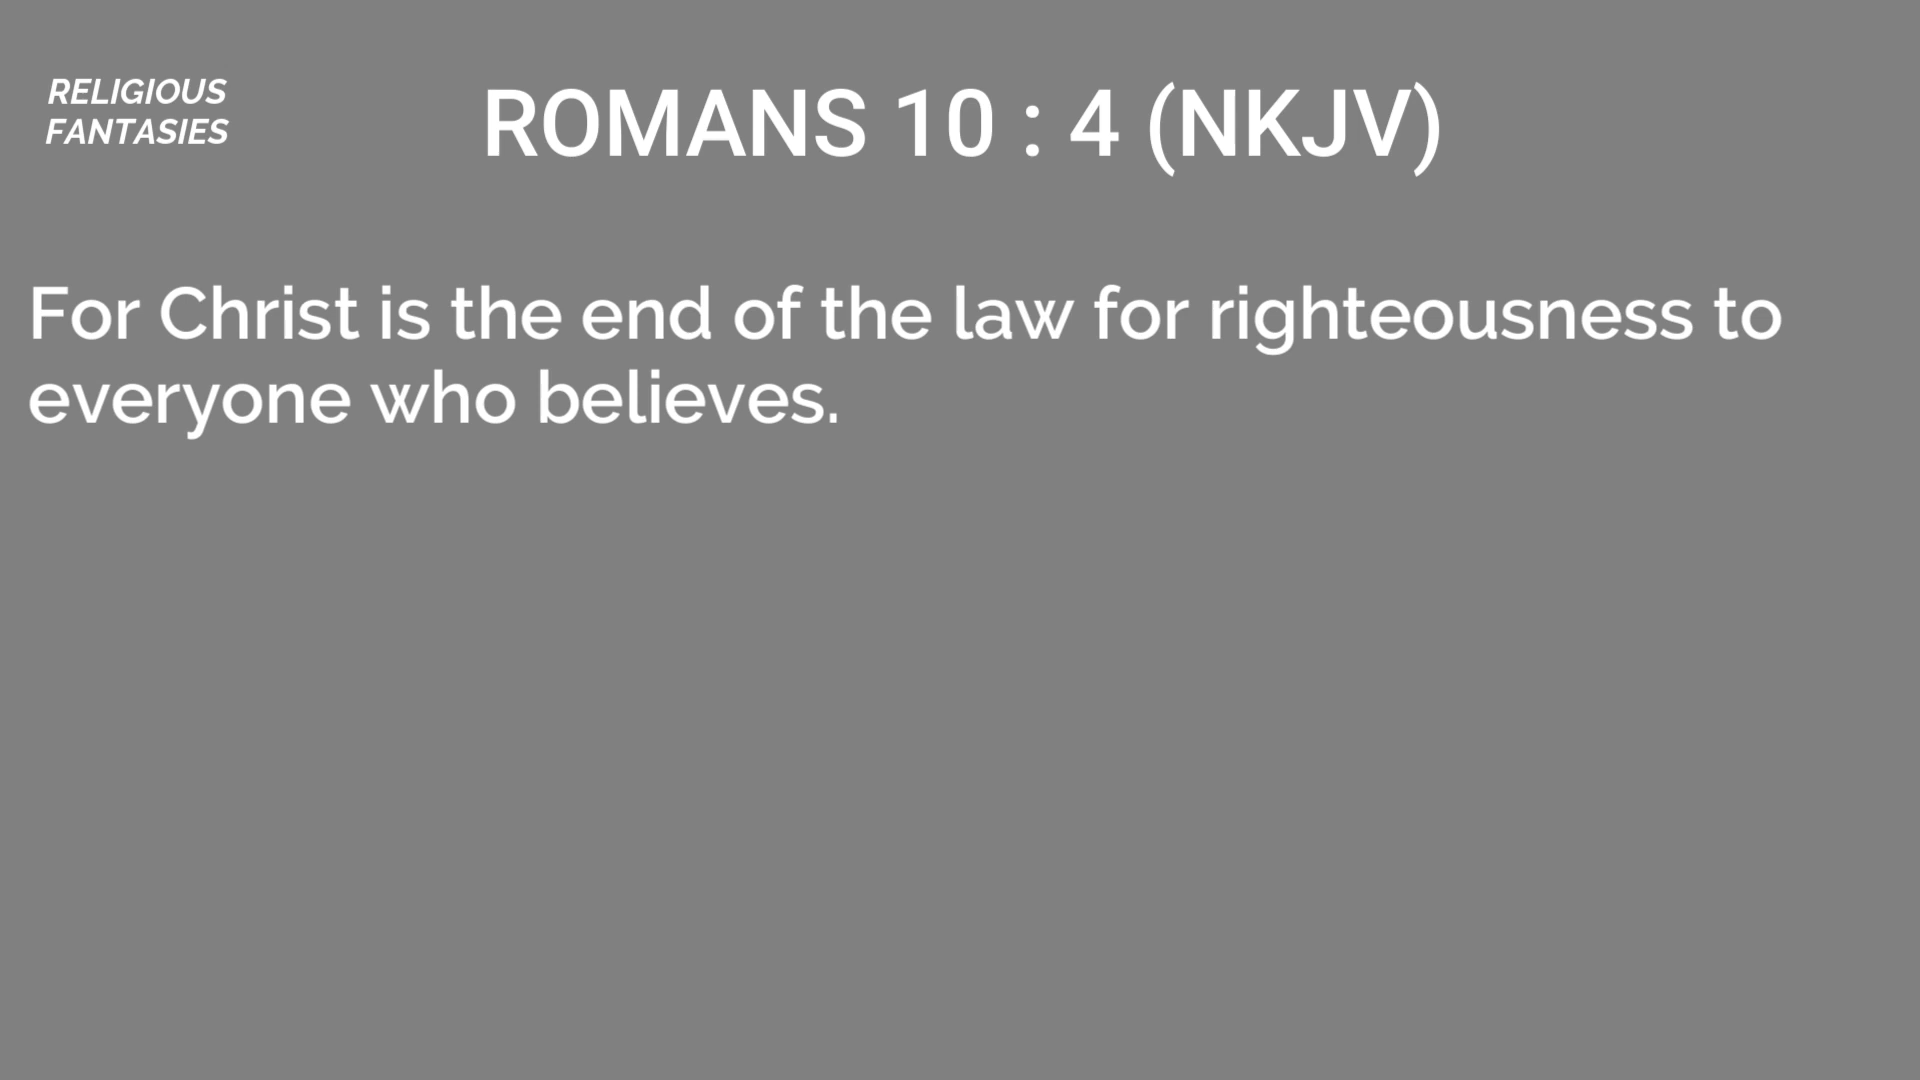 RELIGIOUS
FANTASIES
ROMANS 10 : 4 (NKJV)
For Christ is the end of the law for righteousness to
everyone who believes.